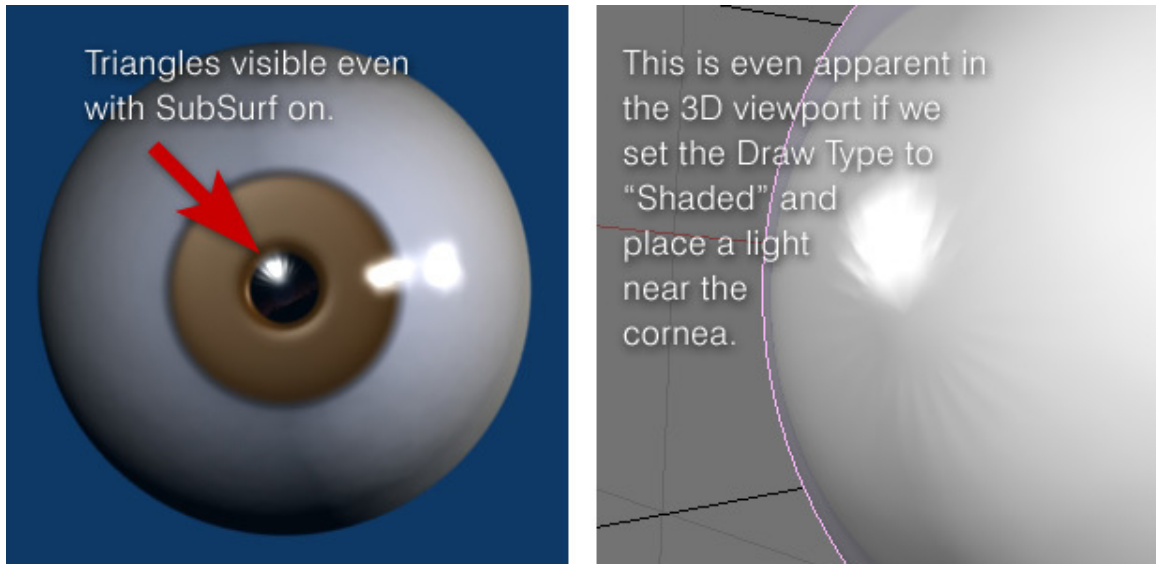 Triangles visible even
with SubSurf on.
This is even apparent in
the 3D viewport if we
set the Draw Type to
“Shaded” and
place a light
near the
cornea.